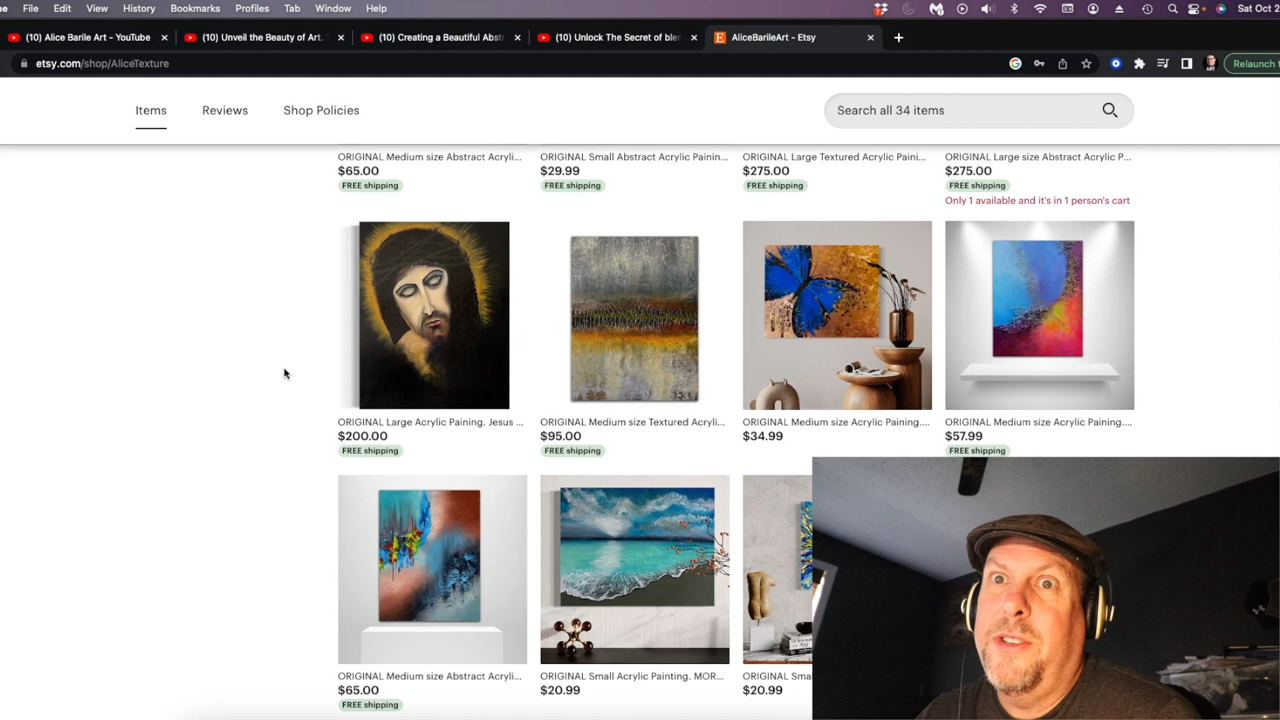 File Edit View History Bookmarks Profiles Tab Window Help
Sat Oct 2
(10) Alice Barile Art - YouTube
(10) Unveil the Beauty of Art.
(10) Creating a Beautiful Abst
(10) Unlock The Secret of ble
AliceBarileArt - Etsy
etsy.com/shop/AliceTexture
Relaunch t
Items
Reviews
Shop Policies
Search all 34 items
ORIGINAL Medium size Abstract Acryli...
ORIGINAL Small Abstract Acrylic Painin...
ORIGINAL Large Textured Acrylic Paini...
ORIGINAL Large size Abstract Acrylic P...
$65.00
$29.99
$275.00
$275.00
FREE shipping
FREE shipping
FREE shipping
FREE shipping
Only 1 available and it's in 1 person's cart
ORIGINAL Large Acrylic Paining. Jesus ...
ORIGINAL Medium size Textured Acryli...
ORIGINAL Medium size Acrylic Paining....
ORIGINAL Medium size Acrylic Paining....
$200.00
$95.00
$34.99
$57.99
FREE shipping
FREE shipping
FREE shipping
ORIGINAL Medium size Abstract Acryli...
ORIGINAL Small Acrylic Painting. MOR...
ORIGINAL Sma
$65.00
$20.99
$20.99
FREE shipping